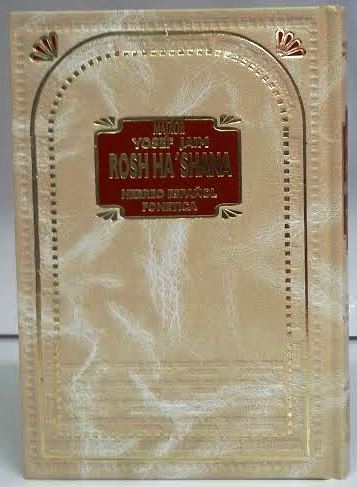 MAJZOR
YOSEF JAIM
ROSH HA´SHANA
HEBREO ESPAÑOL
FONETICA